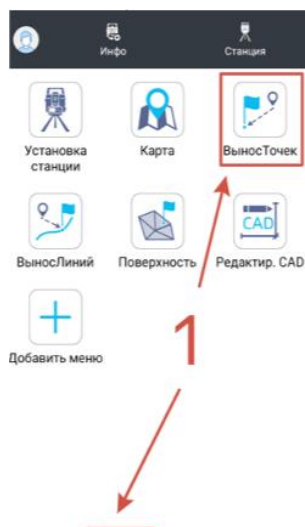 Инфо
Станция
Установка
станции
Карта
ВыносТочек
ВыносЛиний
Поверхность
Редактир. CAD
CAD
Добавить меню
1